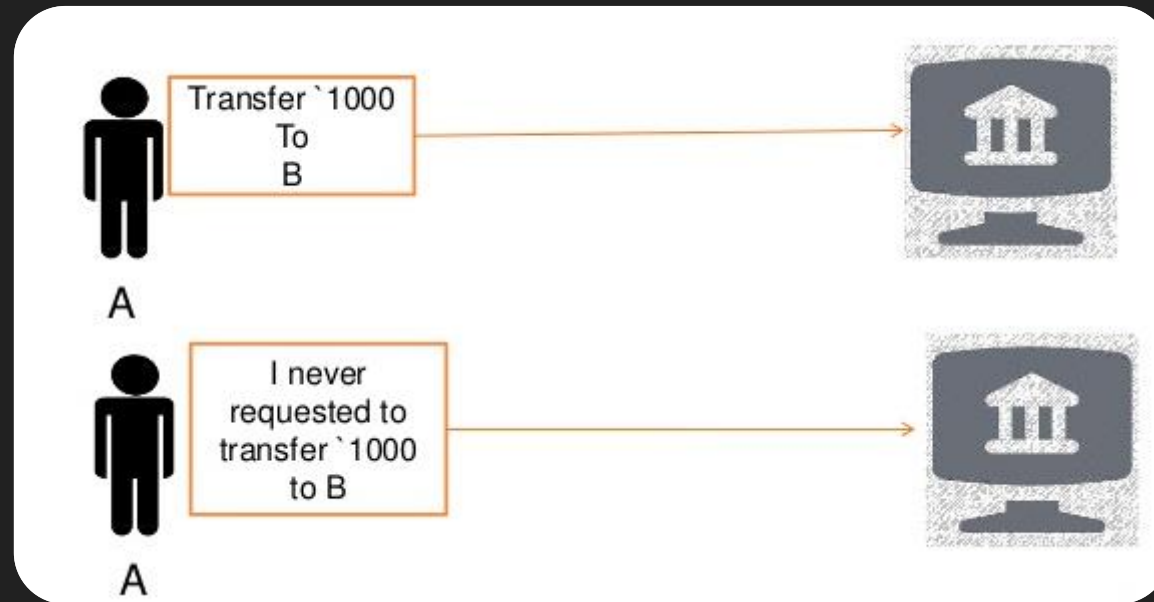 Transfer `1000
To
B
A
I never
requested to
transfer `1000
to B
A